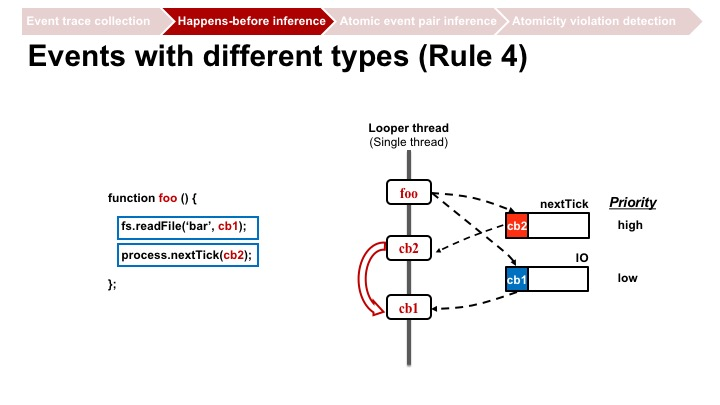 Event trace collection
Happens-before inference
Atomic event pair inference
Atomicity violation detection
Events with different types (Rule 4)
Looper thread
(Single thread)
function foo () {
fs.readFile(‘bar’, cb1);
process.nextTick(cb2);
};
foo
cb2
cb1
nextTick
Priority
cb2
high
IO
cb1
low